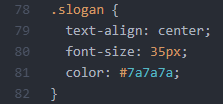 78 .slogan {
79   text-align: center;
80   font-size: 35px;
81   color: #7a7a7a;
82 }